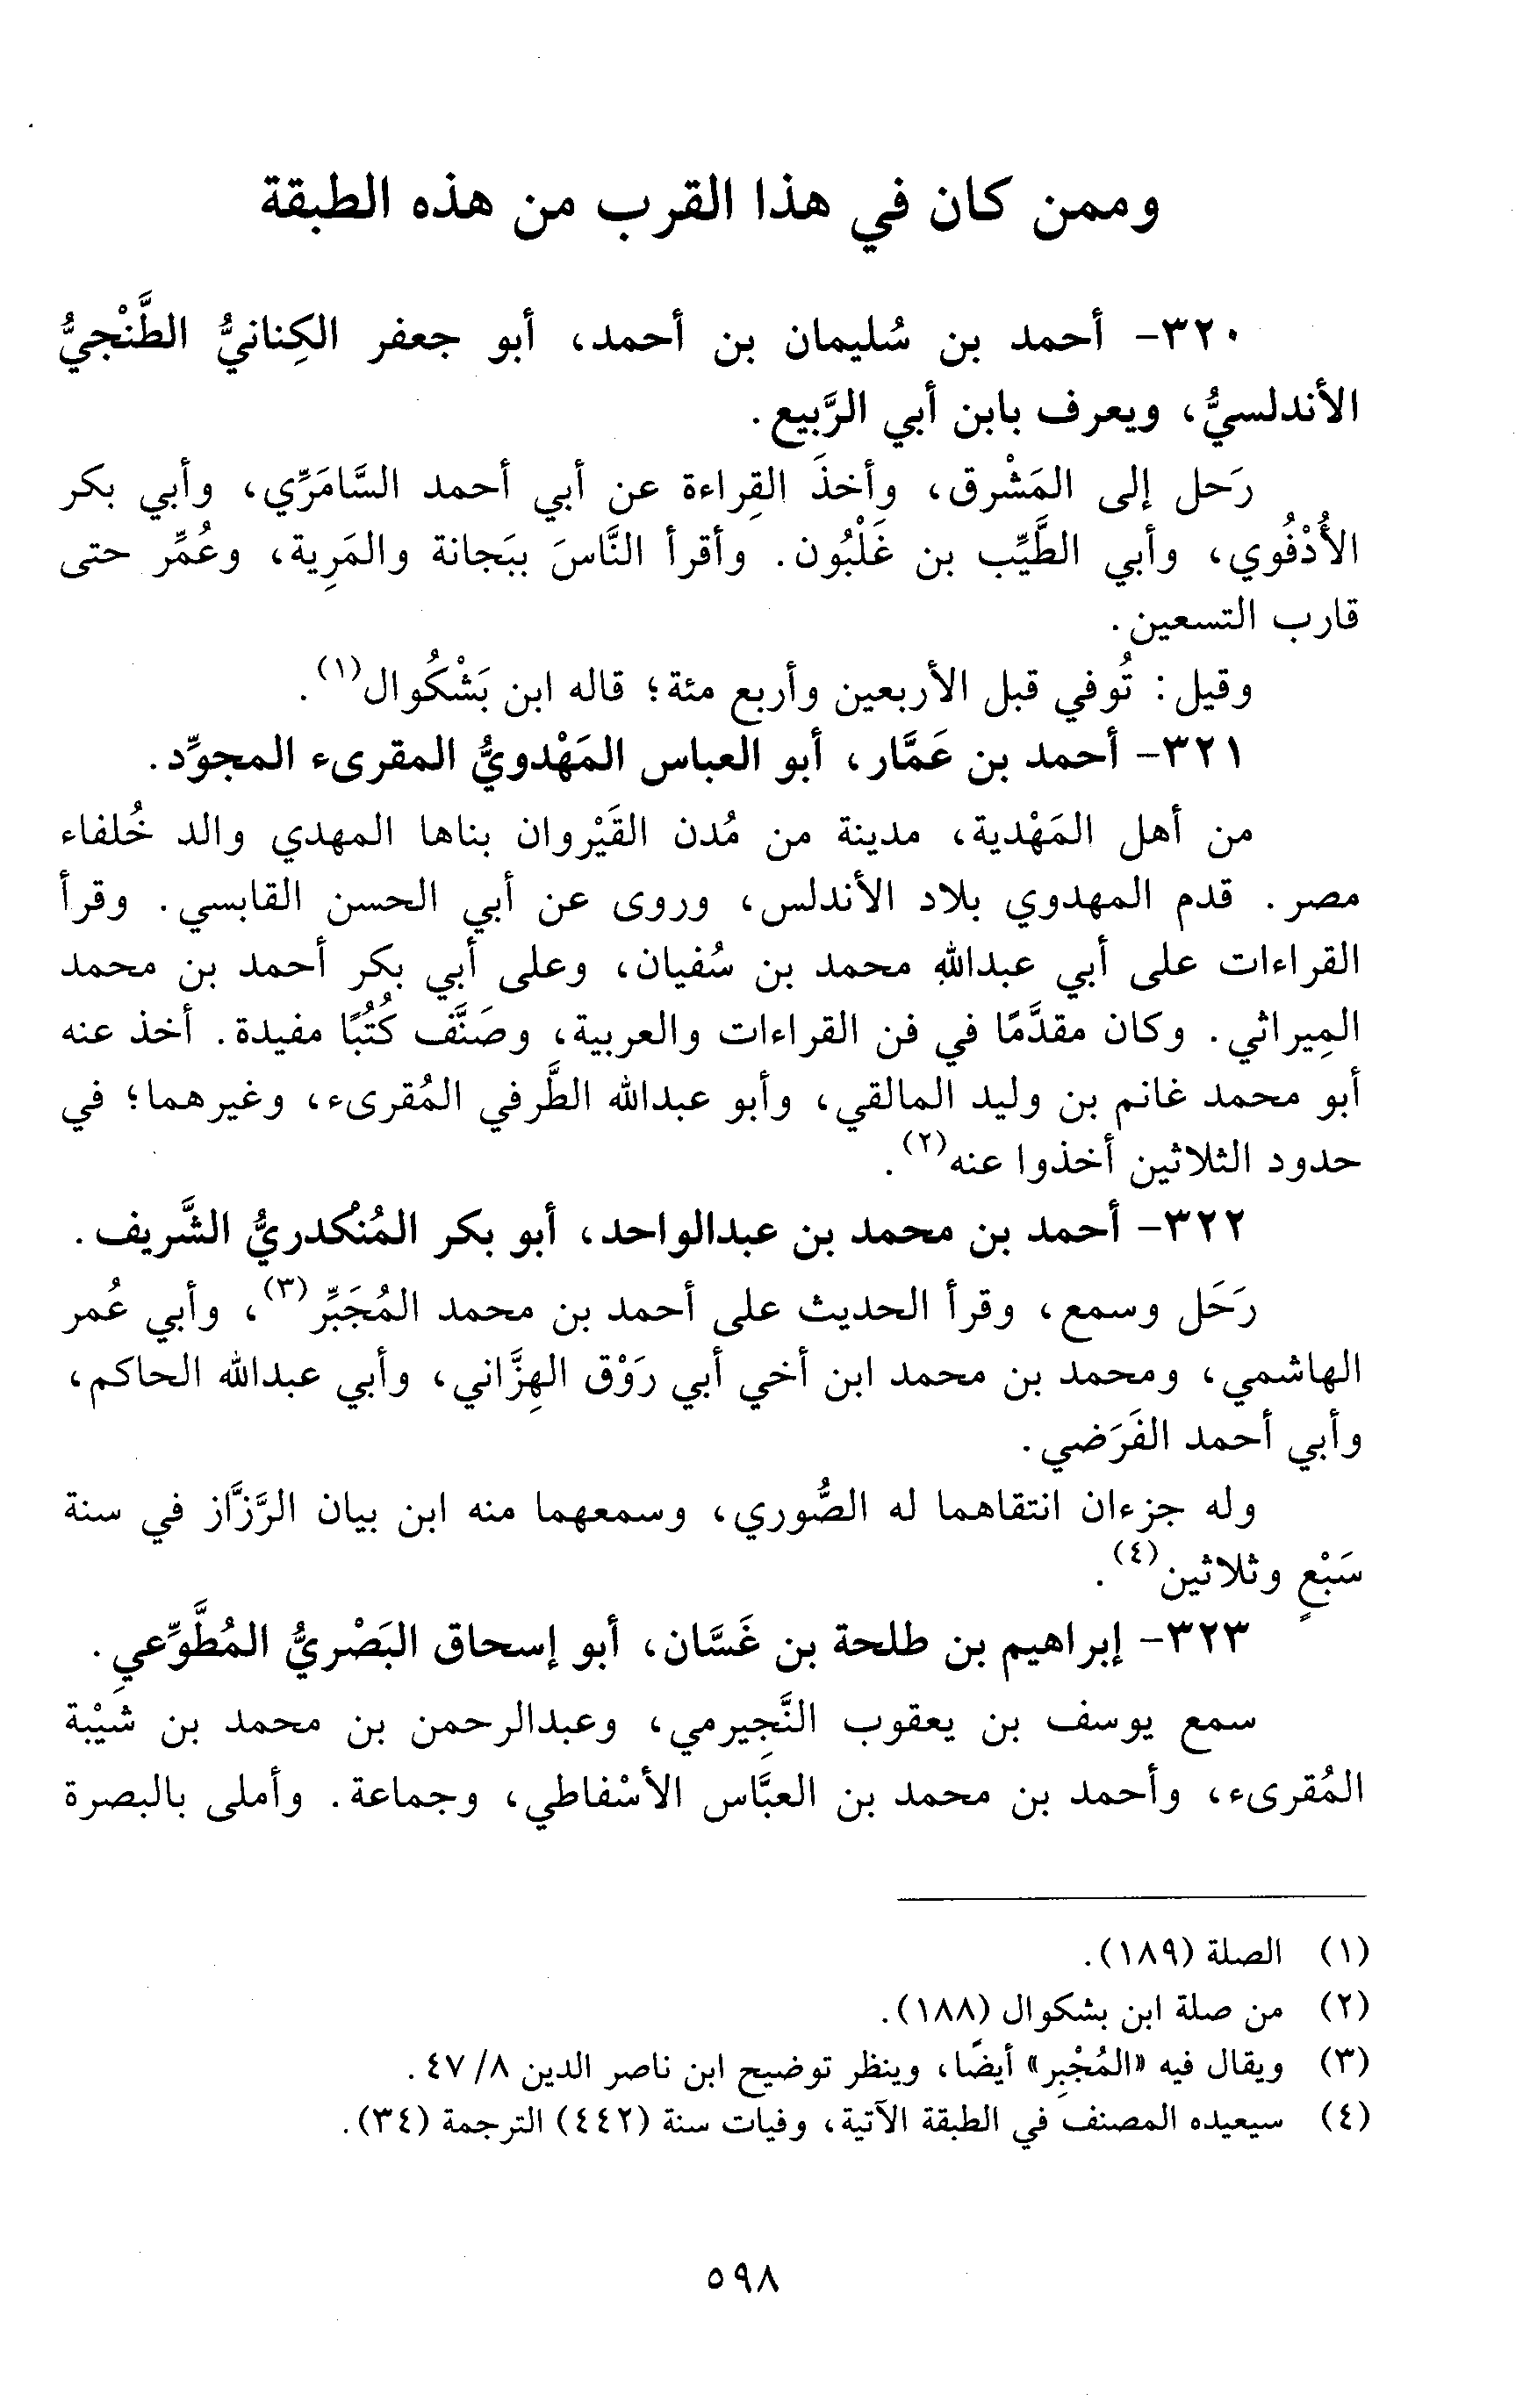 وممن كان في هذا القرب من هذه الطبقة
٣٢٠- أحمد بن سُليمان بن أحمد، أبو جعفر الكِنانيُّ الطَّنْجيُّ
الأندلسيُّ، ويعرف بابن أبي الرَّبيع.
رَحل إلى المَشْرق، وأخذَ القِراءة عن أبي أحمد السَّامَرِّي، وأبي بكر
الأُدْفُوي، وأبي الطَّيِّب بن غَلْبُون. وأقرأ النَّاسَ ببَجانة والمَرِية، وعُمِّر حتى
قارب التسعين.
وقيل: تُوفي قبل الأربعين وأربع مئة؛ قاله ابن بَشْكُوال(١).
٣٢١- أحمد بن عَمَّار، أبو العباس المَهْدويُّ المقرىء المجوِّد.
من أهل المَهْدية، مدينة من مُدن القَيْروان بناها المهدي والد خُلفاء
مصر. قدم المهدوي بلاد الأندلس، وروى عن أبي الحسن القابسي. وقرأ
القراءات على أبي عبداللهِ محمد بن سُفيان، وعلى أبي بكر أحمد بن محمد
المِيراثي. وكان مقدَّمًا في فن القراءات والعربية، وصَنَّف كُتُبًا مفيدة. أخذ عنه
أبو محمد غانم بن وليد المالقي، وأبو عبدالله الطَّرفي المُقرىء، وغيرهما؛ في
حدود الثلاثين أخذوا عنه(٢).
٣٢٢- أحمد بن محمد بن عبدالواحد، أبو بكر المُنْكدريُّ الشَّريف.
رَحَل وسمع، وقرأ الحديث على أحمد بن محمد المُجَبِّر(٣)، وأبي عُمر
الهاشمي، ومحمد بن محمد ابن أخي أبي رَوْق الهِزَّاني، وأبي عبدالله الحاكم،
وأبي أحمد الفَرَضي.
وله جزءان انتقاهما له الصُّوري، وسمعهما منه ابن بيان الرَّزَّاز في سنة
سَبْعٍ وثلاثين(٤).
٣٢٣- إبراهيم بن طلحة بن غَسَّان، أبو إسحاق البَصْريُّ المُطَّوِّعي.
سمع يوسف بن يعقوب النَّجِيرمي، وعبدالرحمن بن محمد بن شَيْبة
المُقرىء، وأحمد بن محمد بن العبَّاس الأسْفاطي، وجماعة. وأملى بالبصرة
(١) الصلة (١٨٩).
(٢) من صلة ابن بشكوال (١٨٨).
(٣) ويقال فيه «المُجْبِر» أيضًا، وينظر توضيح ابن ناصر الدين ٨/ ٤٧.
(٤) سيعيده المصنف في الطبقة الآتية، وفيات سنة (٤٤٢) الترجمة (٣٤).
٥٩٨